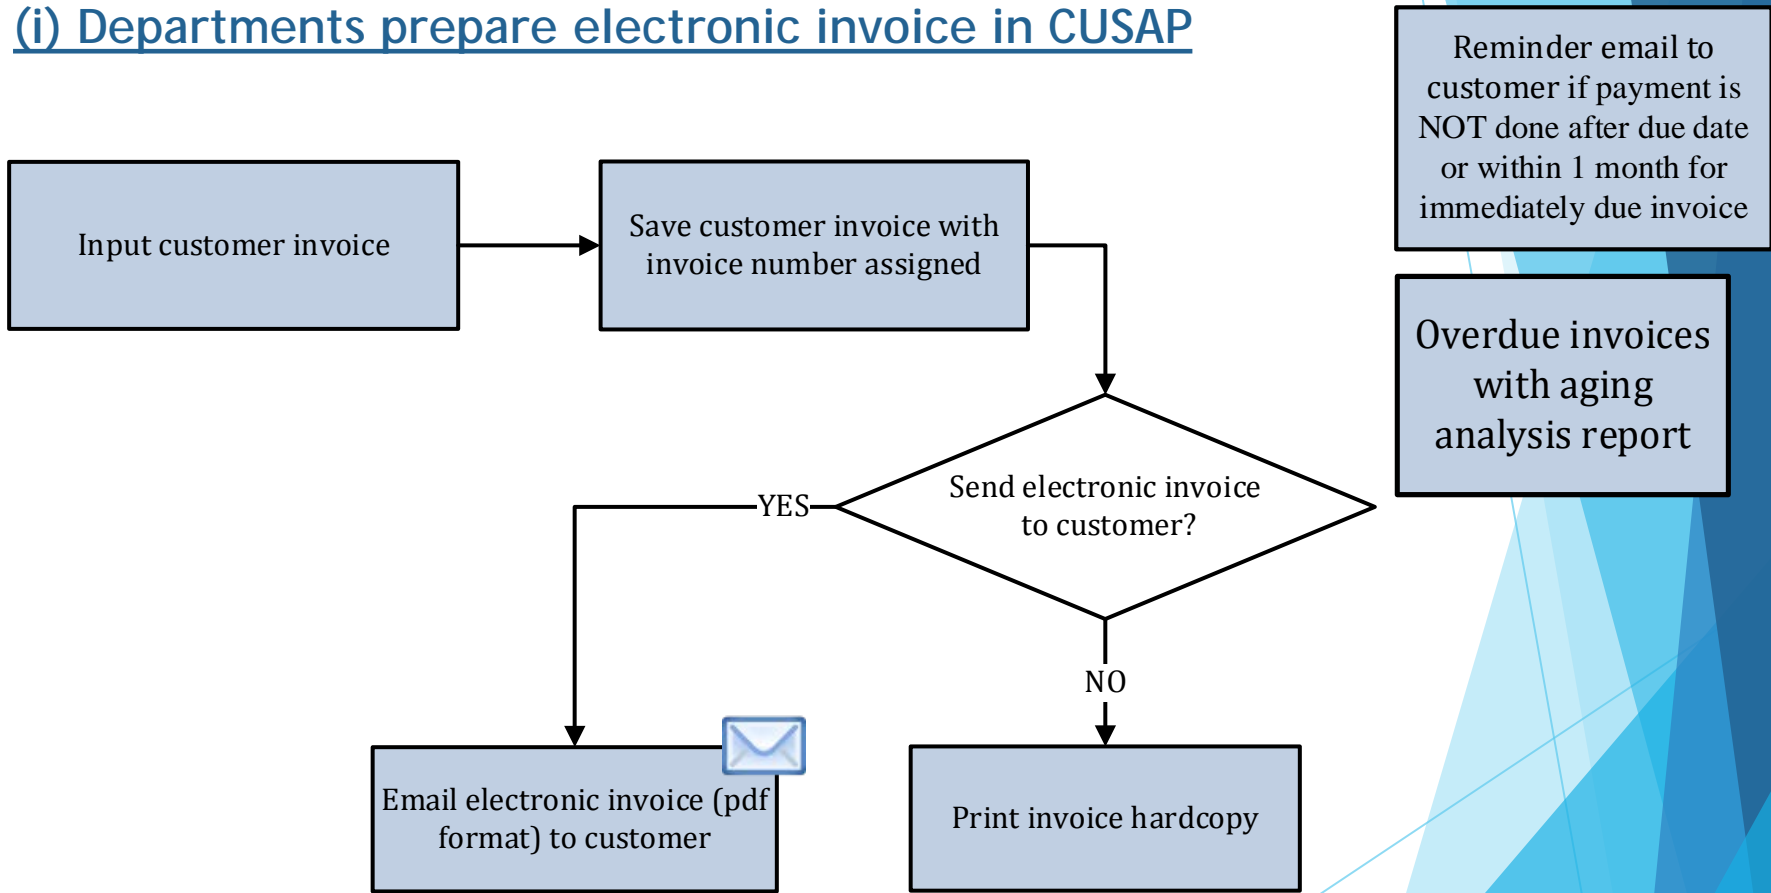 (i) Departments prepare electronic invoice in CUSAP
Reminder email to
customer if payment is
NOT done after due date
or within 1 month for
immediately due invoice
Input customer invoice
Save customer invoice with
invoice number assigned
Overdue invoices
with aging
analysis report
Send electronic invoice
to customer?
YES
NO
Email electronic invoice (pdf
format) to customer
Print invoice hardcopy